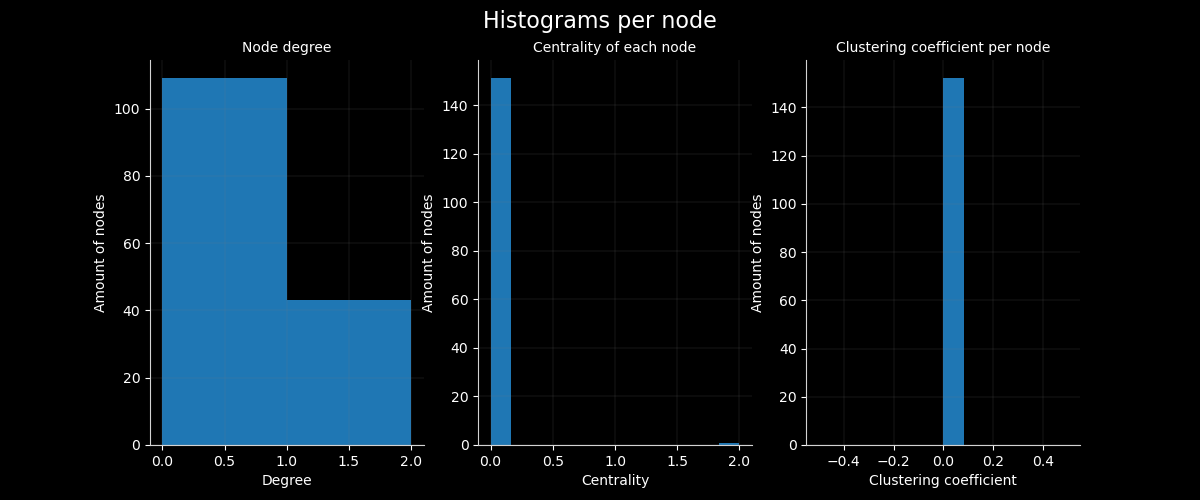 Histograms per node
Node degree
Centrality of each node
Clustering coefficient per node
Amount of nodes
100
80
60
40
20
0
0.0 0.5 1.0 1.5 2.0
Degree
Amount of nodes
140
120
100
80
60
40
20
0
0.0 0.5 1.0 1.5 2.0
Centrality
Amount of nodes
140
120
100
80
60
40
20
0
−0.4 −0.2 0.0 0.2 0.4
Clustering coefficient